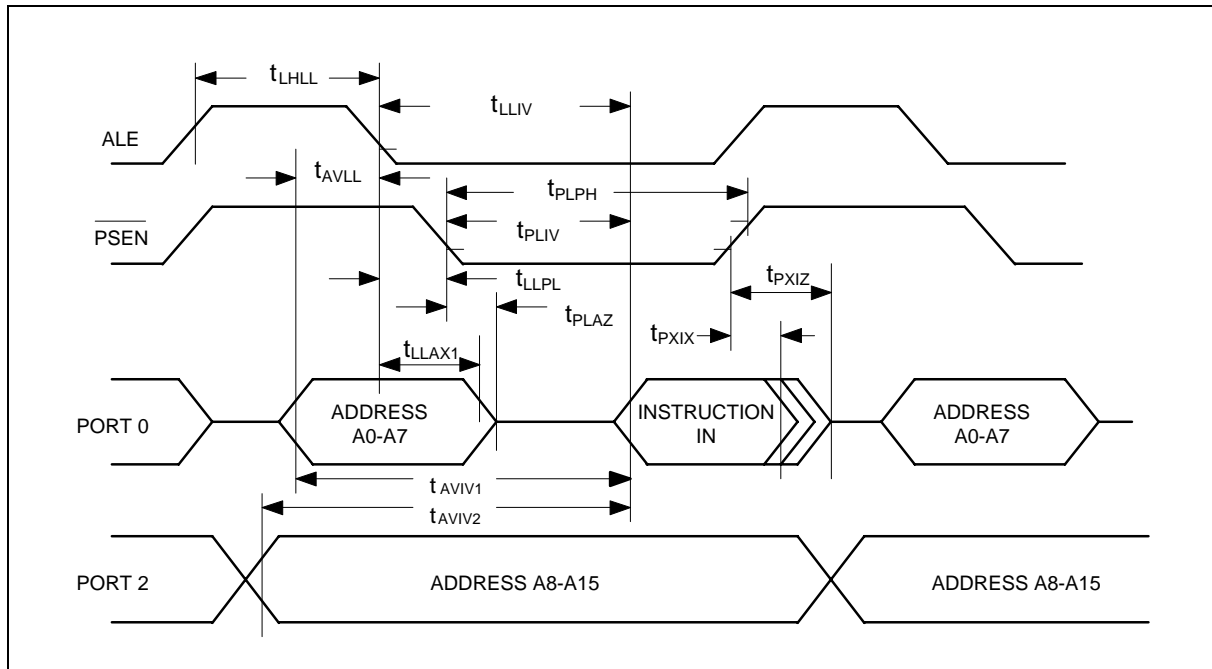 tLHLL
tLLIV
ALE
tAVLL
tPLPH
PSEN
tPLIV
tLLPL
tPXIZ
tPLAZ
tPXIX
tLLAX1
PORT 0
ADDRESS
A0-A7
INSTRUCTION
IN
ADDRESS
A0-A7
tAVIV1
tAVIV2
PORT 2
ADDRESS A8-A15
ADDRESS A8-A15